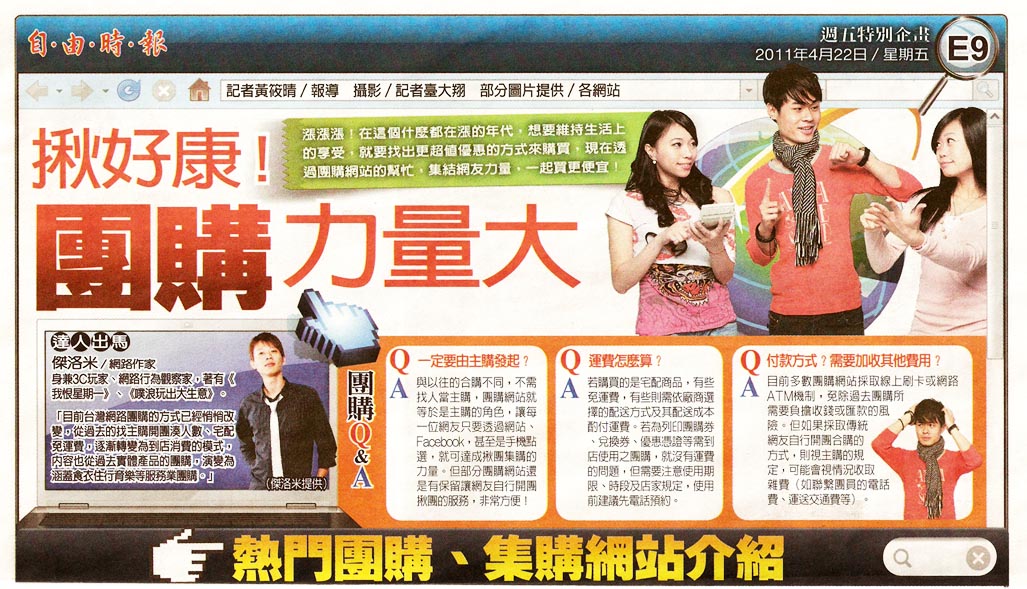 自·由·時·報
週五特別企畫
2011年4月22日 / 星期五
E9
記者黃筱晴 / 報導　攝影 / 記者臺大翔　部分圖片提供 / 各網站
揪好康！
漲漲漲！在這個什麼都在漲的年代，想要維持生活上
的享受，就要找出更超值優惠的方式來購買，現在透
過團購網站的幫忙，集結網友力量，一起買更便宜！
團購力量大
達人出馬
傑洛米 / 網路作家
身兼3C玩家、網路行為觀察家，著有《
我恨星期一》、《噗浪玩出大生意》。
「目前台灣網路團購的方式已經悄悄改
變，從過去的找主購開團湊人數、宅配
免運費，逐漸轉變為到店消費的模式，
內容也從過去實體產品的團購，演變為
涵蓋食衣住行育樂等服務業團購。」
（傑洛米提供）
團購Q&A
Q 一定要由主購發起？
A 與以往的合購不同，不需
找人當主購，團購網站就
等於是主購的角色，讓每
一位網友只要透過網站、
Facebook，甚至是手機點
選，就可達成揪團集購的
力量。但部分團購網站還
是有保留讓網友自行開團
揪團的服務，非常方便！
Q 運費怎麼算？
A 若購買的是宅配商品，有些
免運費，有些則需依廠商選
擇的配送方式及其配送成本
酌付運費。若為列印團購券
、兌換券、優惠憑證等需到
店使用之團購，就沒有運費
的問題，但需要注意使用期
限、時段及店家規定，使用
前建議先電話預約。
Q 付款方式？需要加收其他費用？
A 目前多數團購網站採取線上刷卡或網路
ATM機制，免除過去團購所
需要負擔收錢或匯款的風
險。但如果採取傳統
網友自行開團合購的
方式，則視主購的規
定，可能會視情況收取
雜費（如聯繫團員的電話
費、運送交通費等）。
熱門團購、集購網站介紹